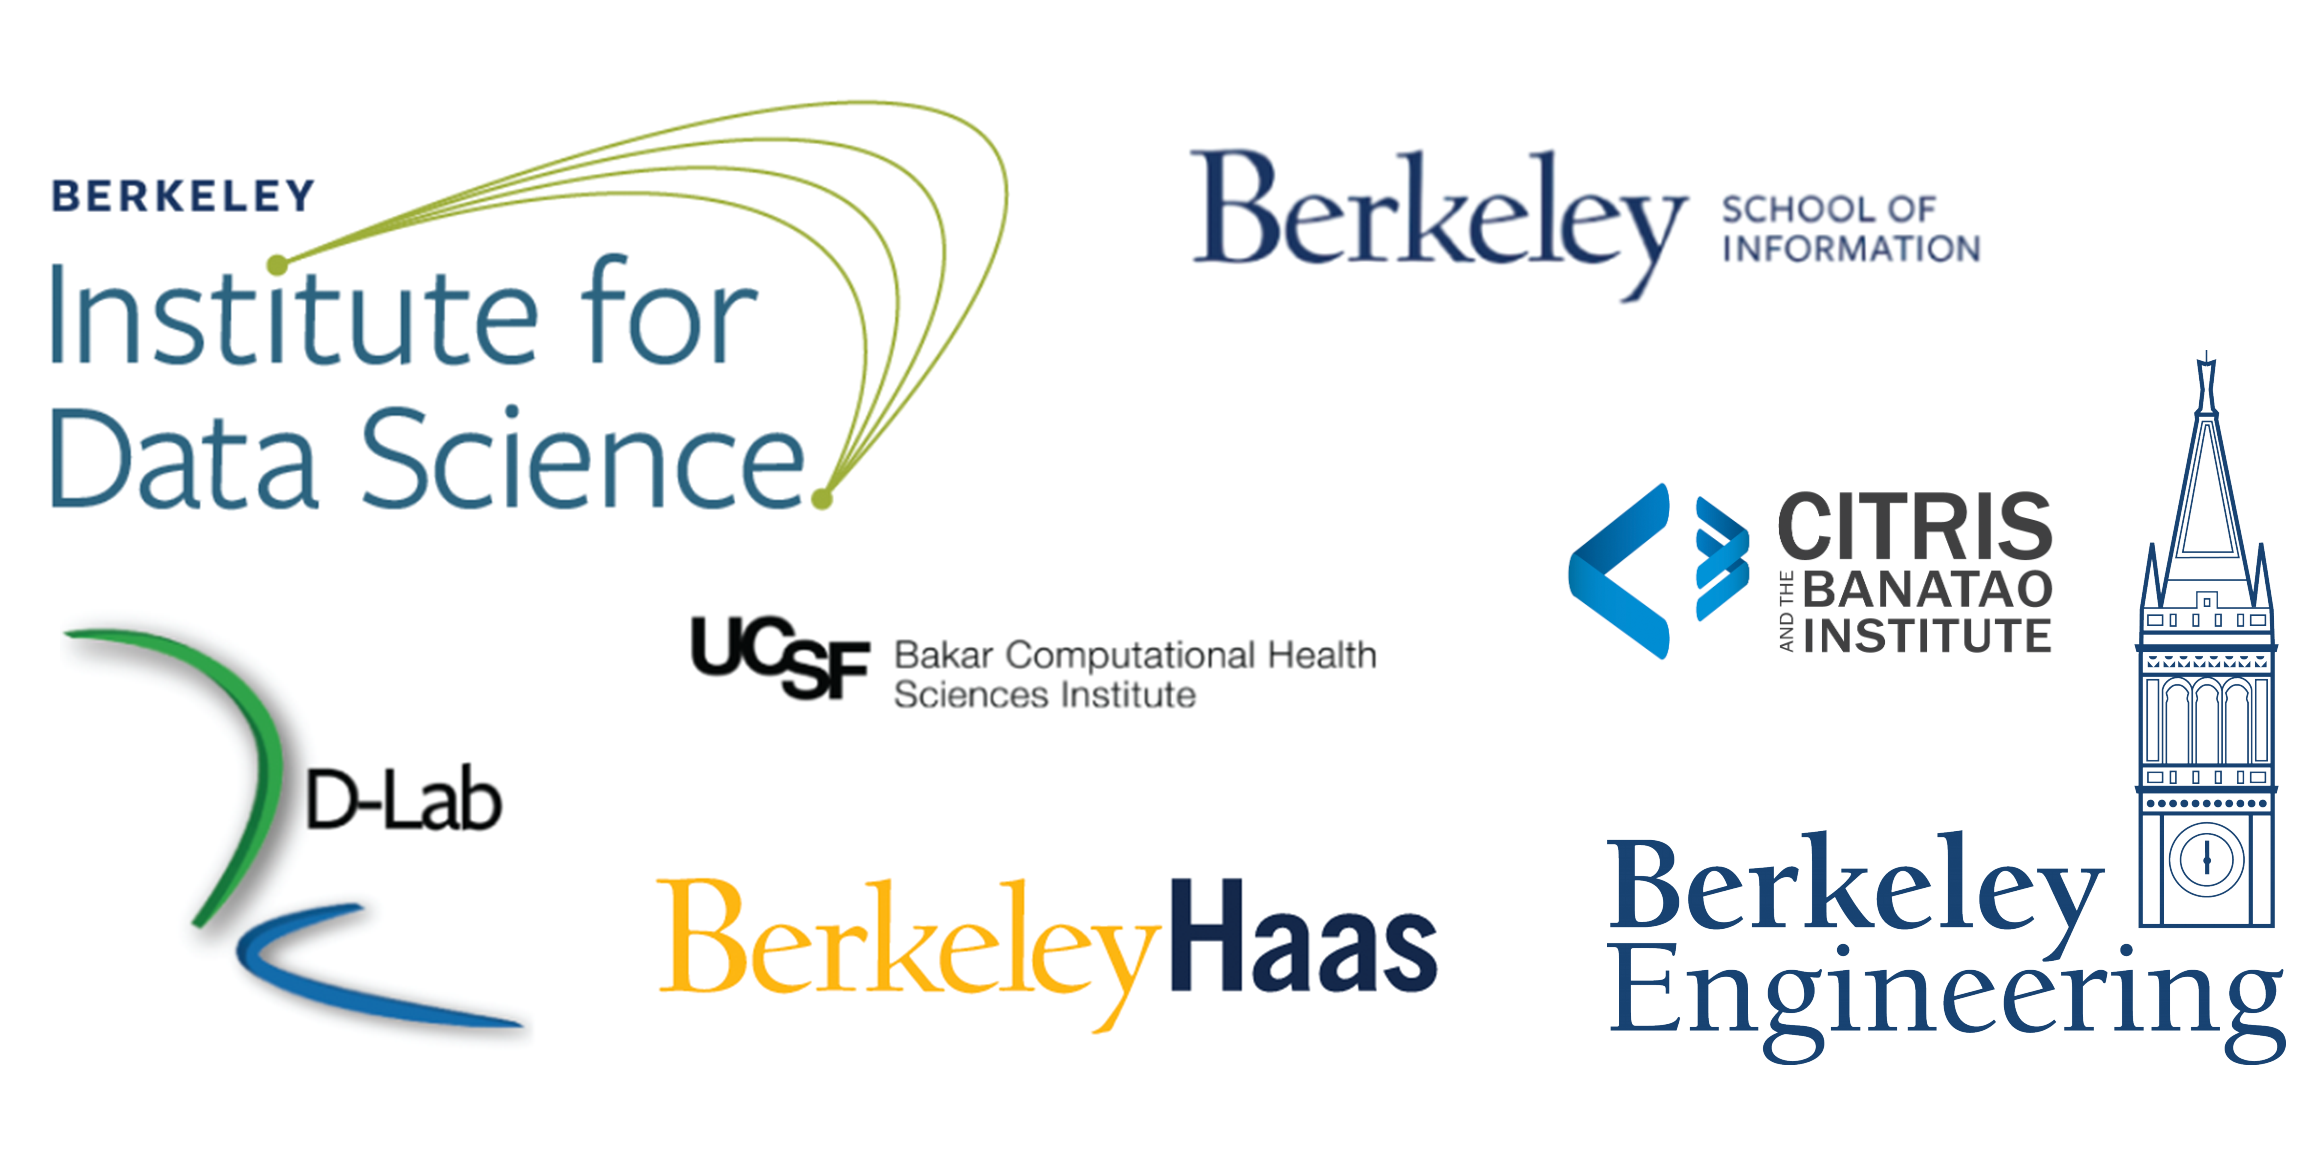 BERKELEY
Institute for
Data Science
Berkeley SCHOOL OF
INFORMATION
CITRIS
AND THE BANATAO
INSTITUTE
UCSF Bakar Computational Health
Sciences Institute
D-Lab
BerkeleyHaas
Berkeley
Engineering